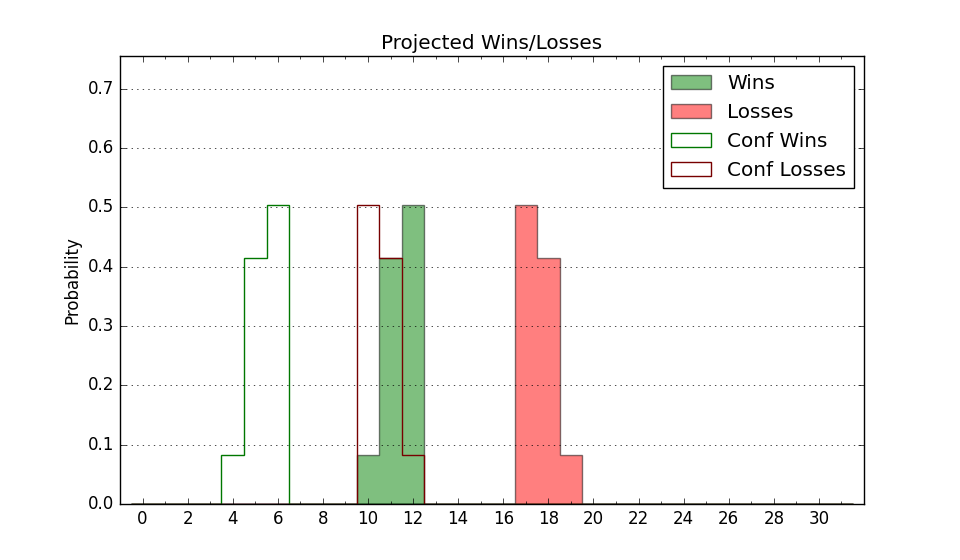 Projected Wins/Losses
Wins
Losses
Conf Wins
Conf Losses
Probability
0.7
0.6
0.5
0.4
0.3
0.2
0.1
0.0
0 2 4 6 8 10 12 14 16 18 20 22 24 26 28 30